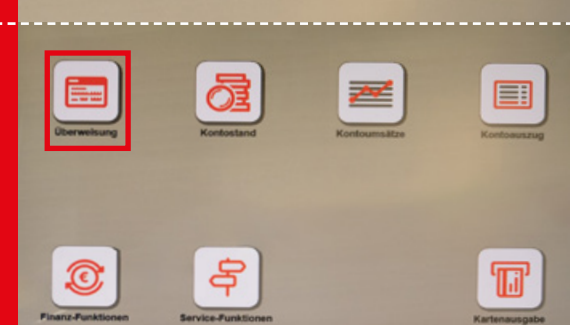 Überweisung
Kontostand
Kontoumsätze
Kontoauszug
Finanz-Funktionen
Service-Funktionen
Kartenausgabe